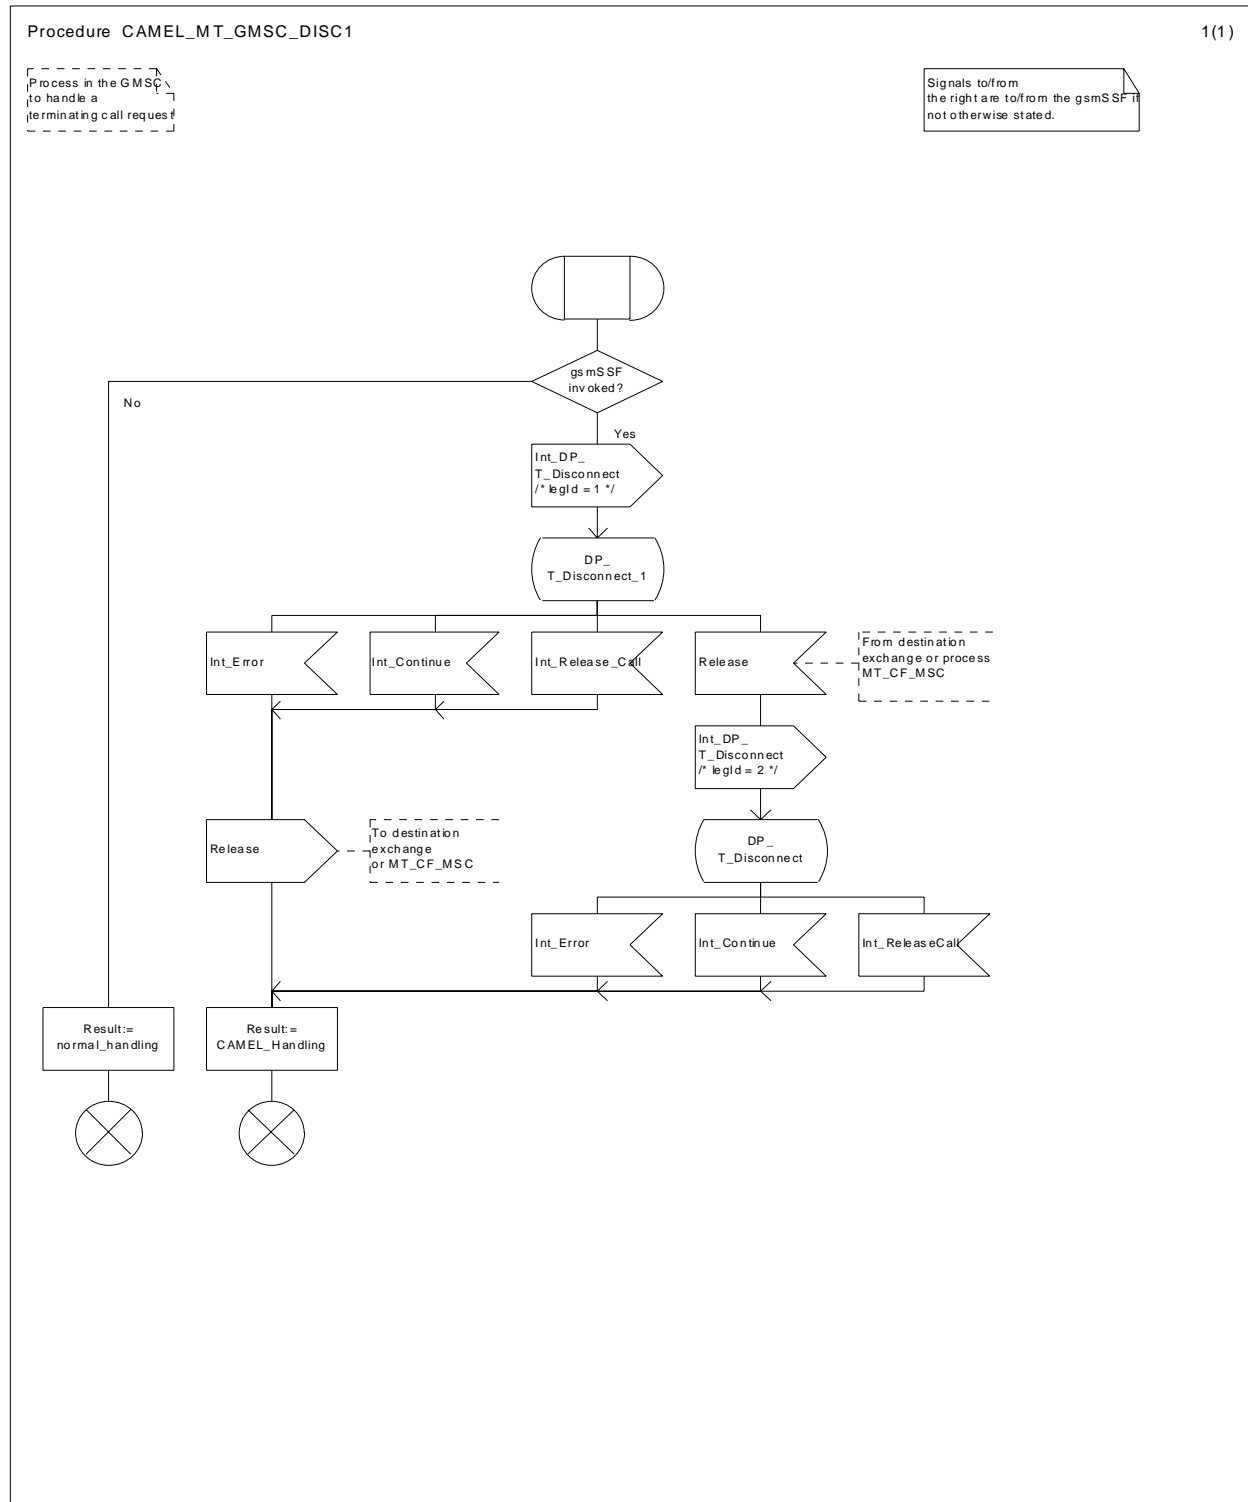 Procedure CAMEL_MT_GMSC_DISC1
1(1)
Process in the GMSC
to handle a
terminating call request
Signals to/from
the right are to/from the gsmSSF if
not otherwise stated.
gsmSSF
invoked?
No
Yes
Int_DP_
T_Disconnect
/* legId = 1 */
DP_
T_Disconnect_1
Int_Error
Int_Continue
Int_Release_Call
Release
From destination
exchange or process
MT_CF_MSC
Int_DP_
T_Disconnect
/* legId = 2 */
Release
To destination
exchange
or MT_CF_MSC
DP_
T_Disconnect
Int_Error
Int_Continue
Int_ReleaseCall
Result:=
normal_handling
Result:=
CAMEL_Handling